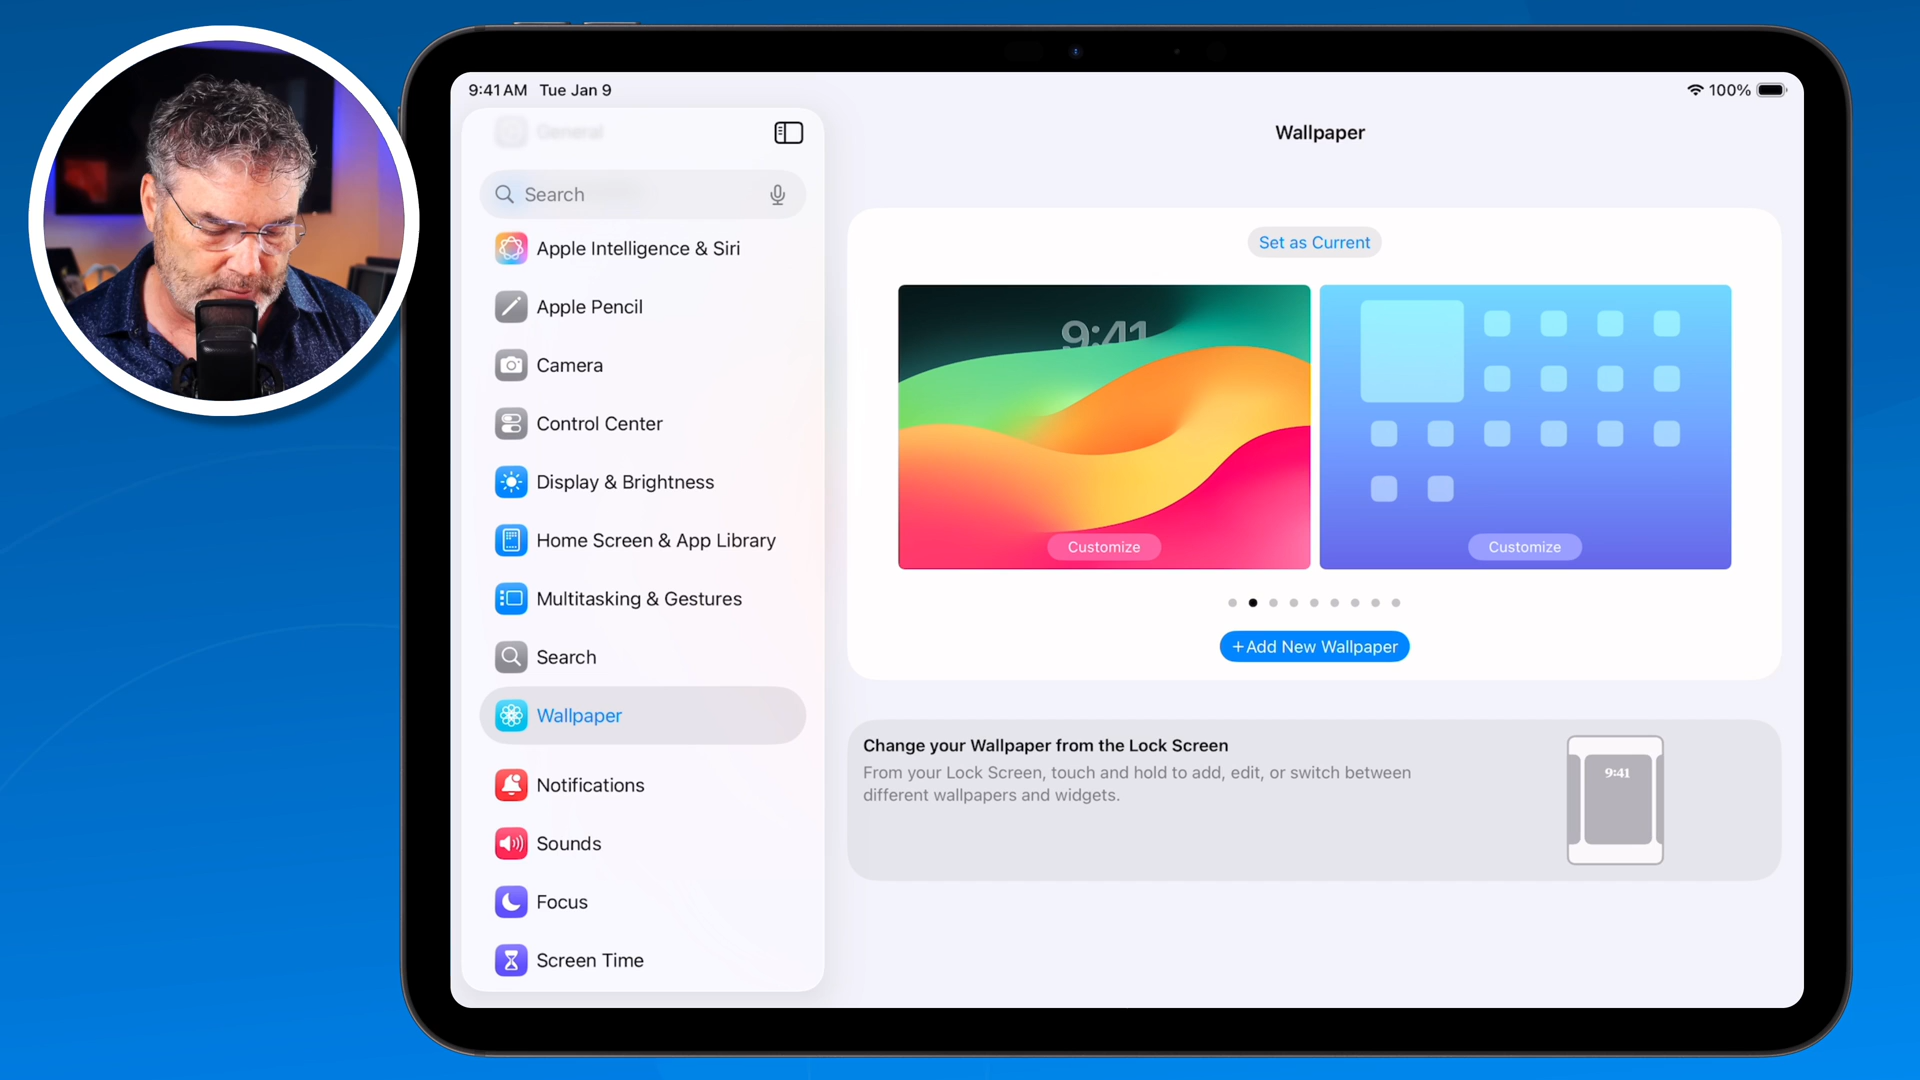 9:41 AM Tue Jan 9
100%
General
Search
Apple Intelligence & Siri
Apple Pencil
Camera
Control Center
Display & Brightness
Home Screen & App Library
Multitasking & Gestures
Search
Wallpaper
Notifications
Sounds
Focus
Screen Time
Wallpaper
Set as Current
9:41
Customize
Customize
+ Add New Wallpaper
Change your Wallpaper from the Lock Screen
From your Lock Screen, touch and hold to add, edit, or switch between
different wallpapers and widgets.
9:41